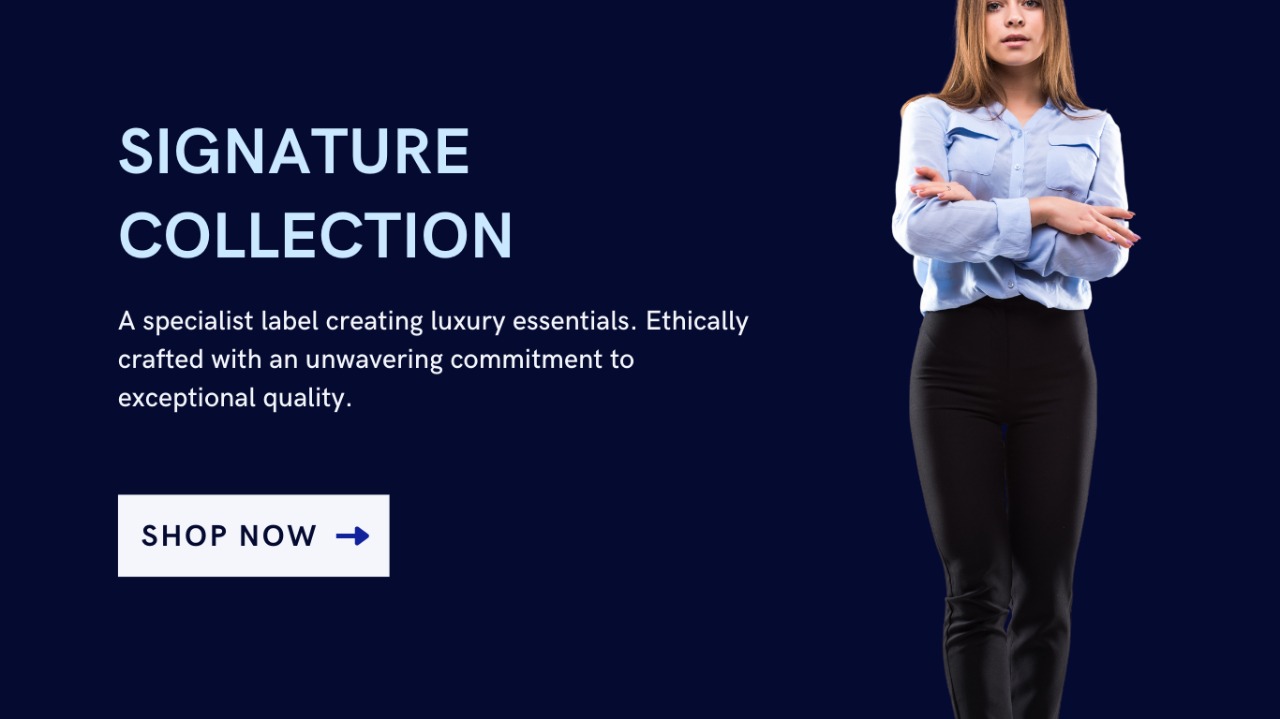 SIGNATURE
COLLECTION
A specialist label creating luxury essentials. Ethically
crafted with an unwavering commitment to
exceptional quality.
SHOP NOW